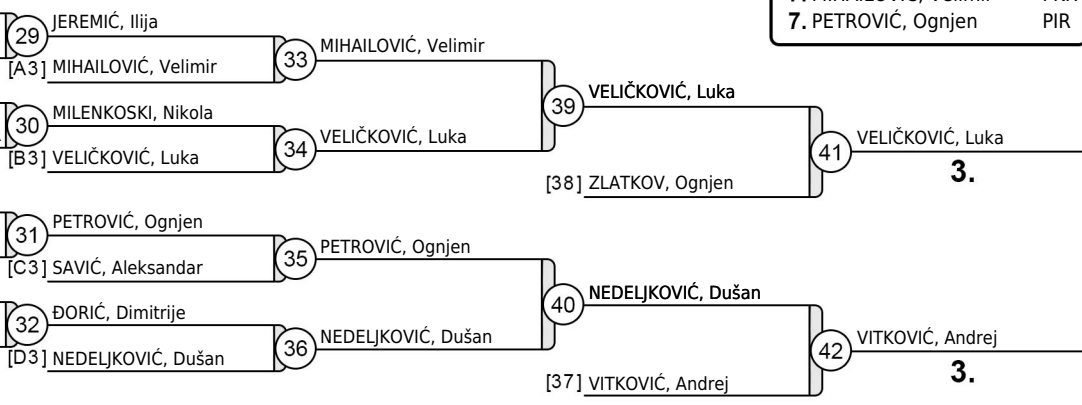 7. PETROVIĆ, Ognjen PIR
29 JEREMIĆ, Ilija
[A3] MIHAILOVIĆ, Velimir
33 MIHAILOVIĆ, Velimir
30 MILENKOSKI, Nikola
[B3] VELIČKOVIĆ, Luka
34 VELIČKOVIĆ, Luka
39 VELIČKOVIĆ, Luka
[38] ZLATKOV, Ognjen
41 VELIČKOVIĆ, Luka
3.
31 PETROVIĆ, Ognjen
[C3] SAVIĆ, Aleksandar
35 PETROVIĆ, Ognjen
32 ĐORIĆ, Dimitrije
[D3] NEDELJKOVIĆ, Dušan
36 NEDELJKOVIĆ, Dušan
40 NEDELJKOVIĆ, Dušan
[37] VITKOVIĆ, Andrej
42 VITKOVIĆ, Andrej
3.